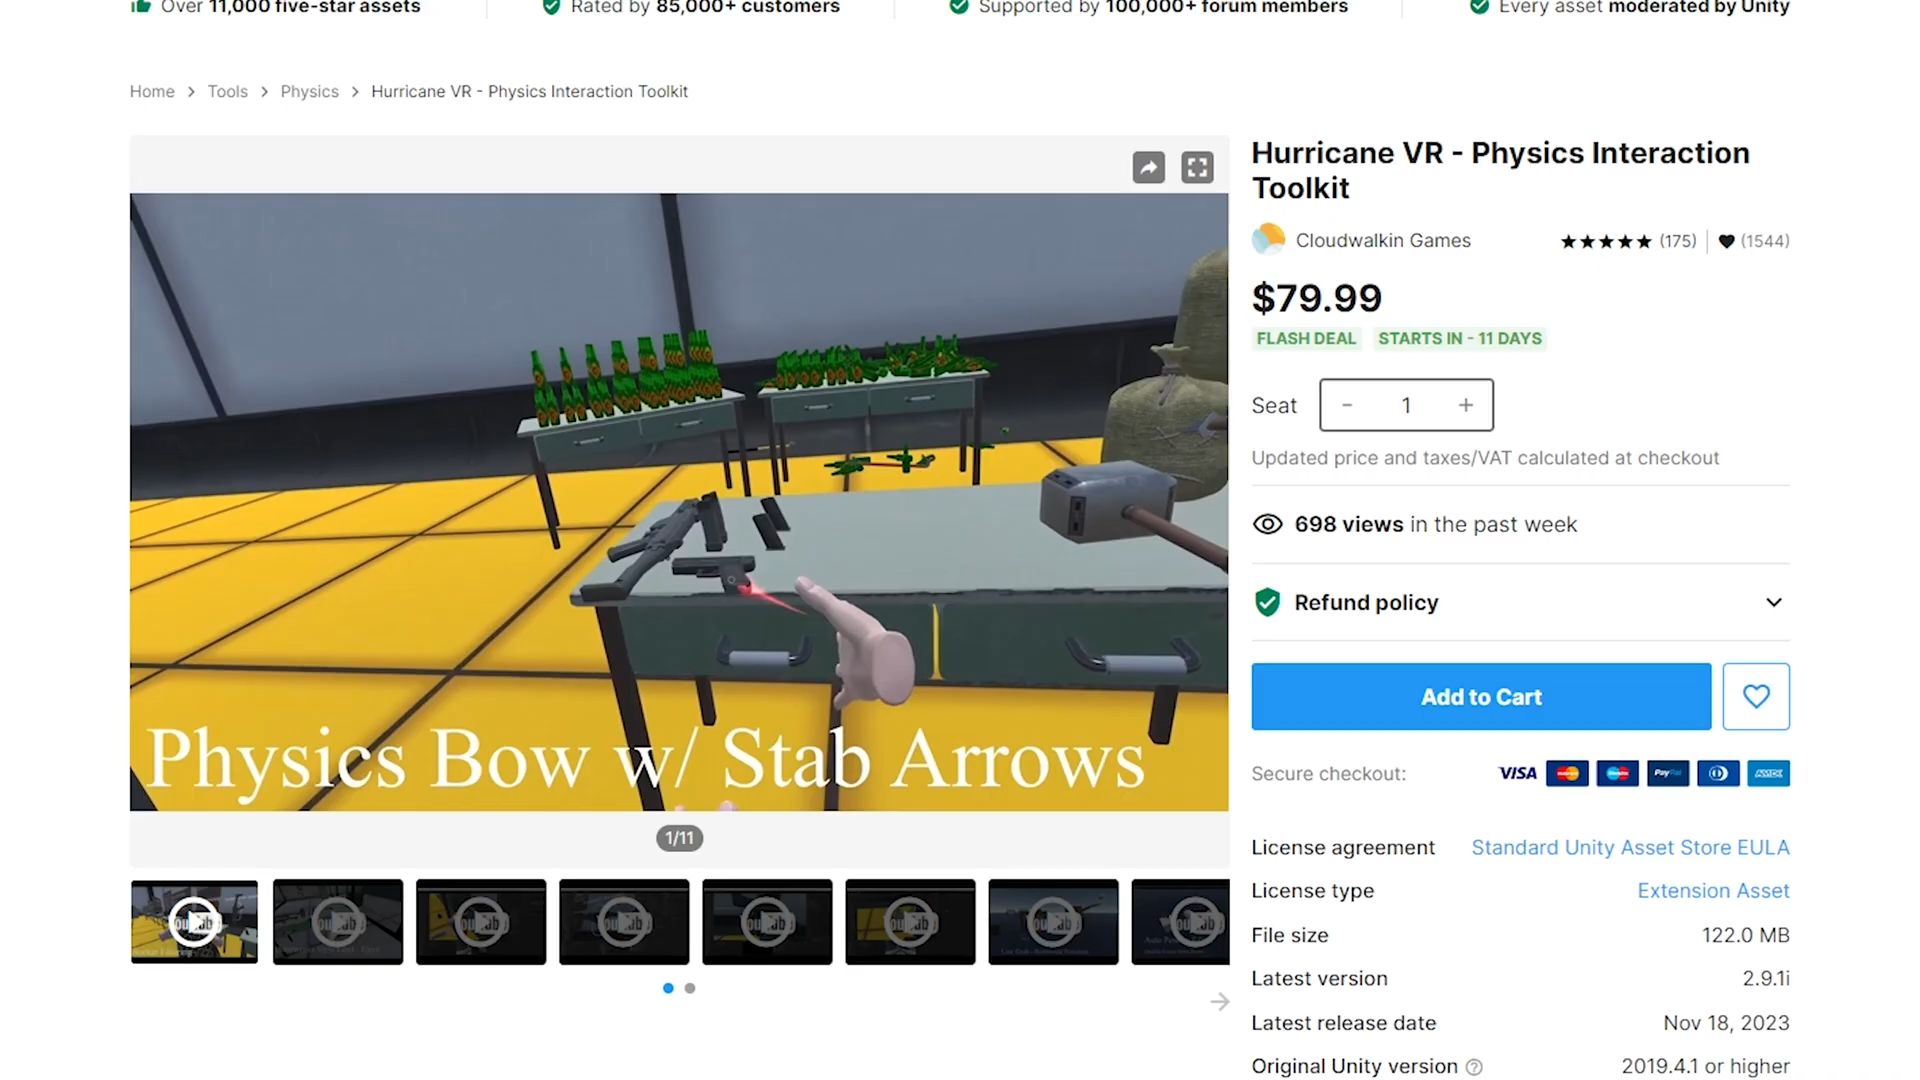 Over 11,000 five-star assets
Rated by 85,000+ customers
Supported by 100,000+ forum members
Every asset moderated by Unity
Home > Tools > Physics > Hurricane VR - Physics Interaction Toolkit
Physics Bow w/ Stab Arrows
1/11
Hurricane VR - Physics Interaction
Toolkit
Cloudwalkin Games
(175)
(1544)
$79.99
FLASH DEAL
STARTS IN - 11 DAYS
Seat - 1 +
Updated price and taxes/VAT calculated at checkout
698 views in the past week
Refund policy
Add to Cart
Secure checkout:
VISA
PayPal
AMEX
License agreement Standard Unity Asset Store EULA
License type Extension Asset
File size 122.0 MB
Latest version 2.9.1i
Latest release date Nov 18, 2023
Original Unity version 2019.4.1 or higher